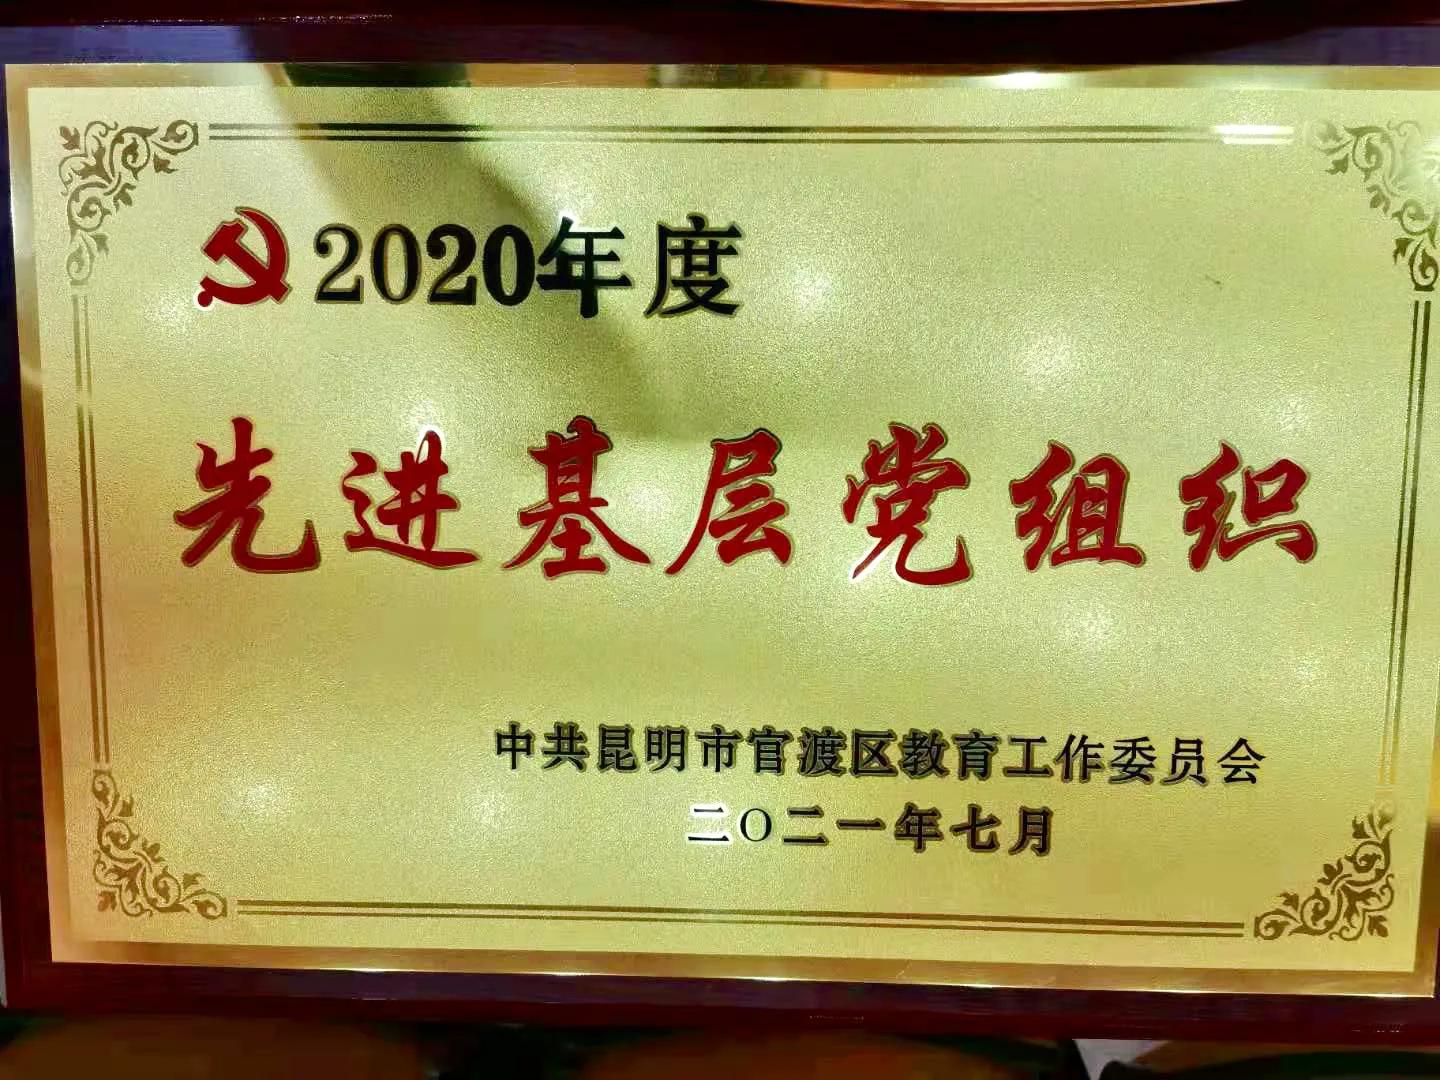 2020年度
先进基层党组织
中共昆明市官渡区教育工作委员会
二〇二一年七月